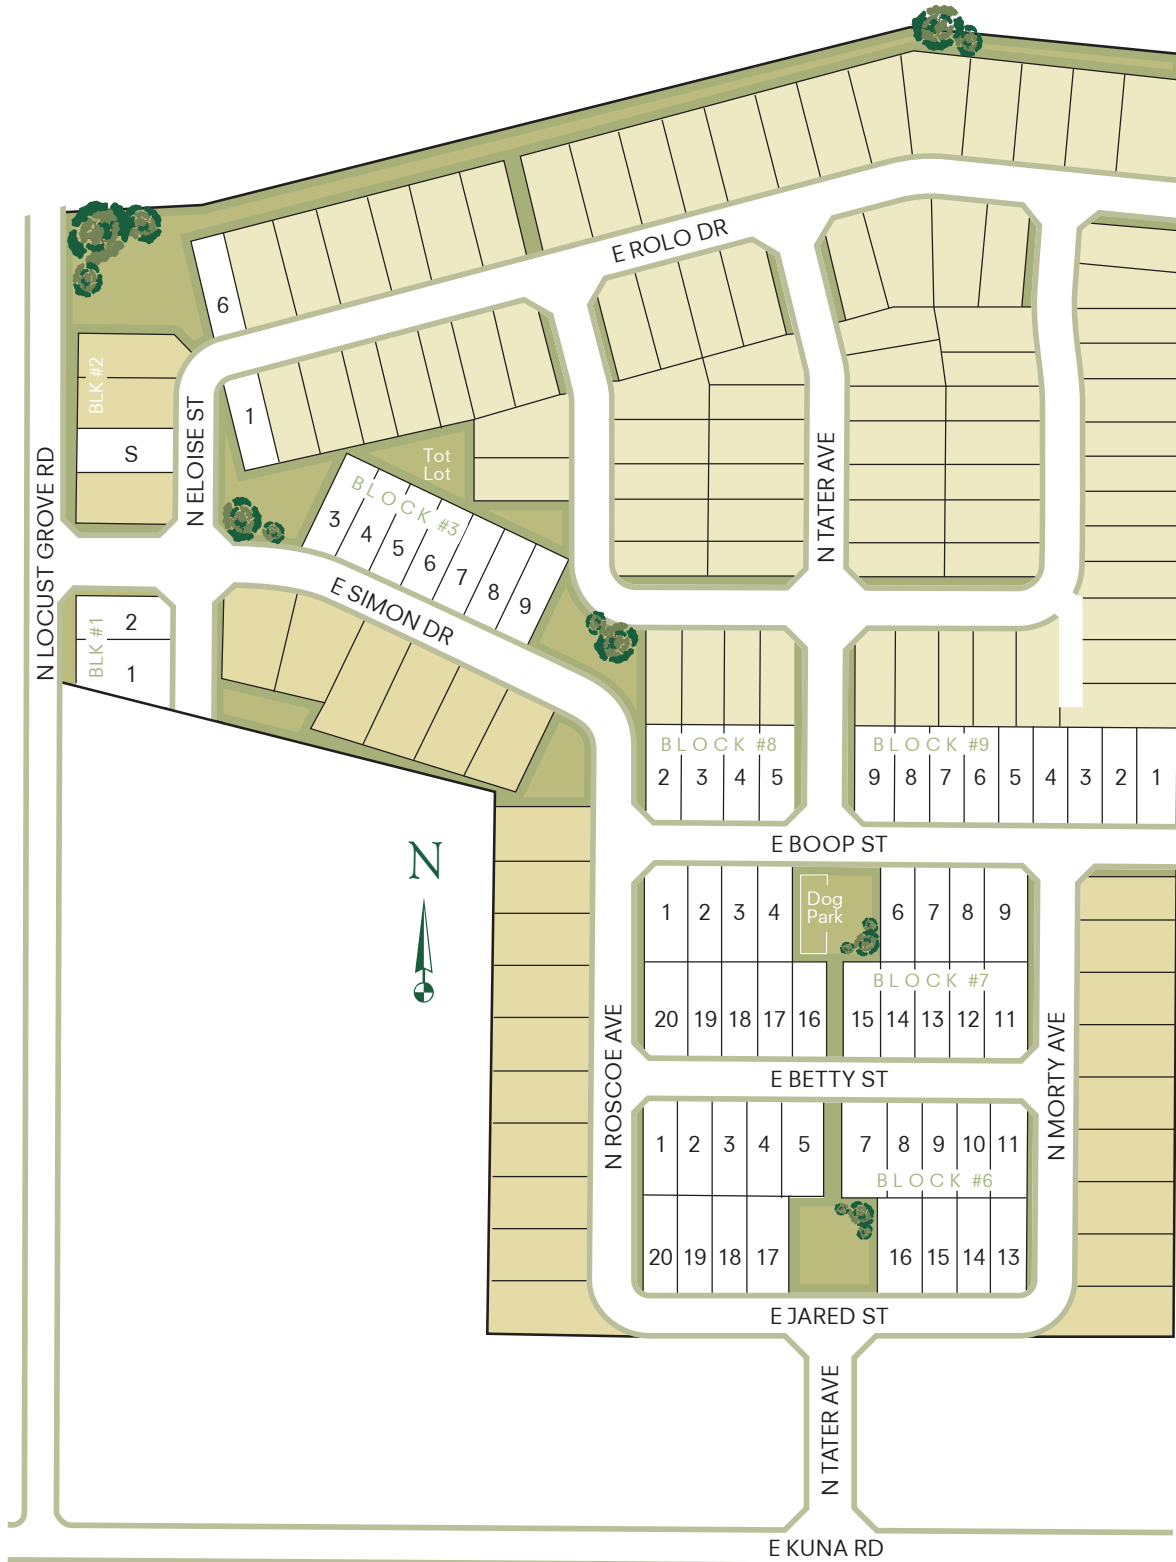 E ROLO DR
6
BLK #2
1
S
N ELOISE ST
Tot
Lot
BLOCK #3
3
4
5
6
7
8
9
N TATER AVE
N LOCUST GROVE RD
E SIMON DR
BLK #1
2
1
BLOCK #8
2 3 4 5
BLOCK #9
9 8 7 6 5 4 3 2 1
E BOOP ST
N
1 2 3 4
Dog
Park
6 7 8 9
BLOCK #7
20 19 18 17 16 15 14 13 12 11
N ROSCOE AVE
N MORTY AVE
E BETTY ST
1 2 3 4 5 7 8 9 10 11
BLOCK #6
20 19 18 17 16 15 14 13
E JARED ST
N TATER AVE
E KUNA RD